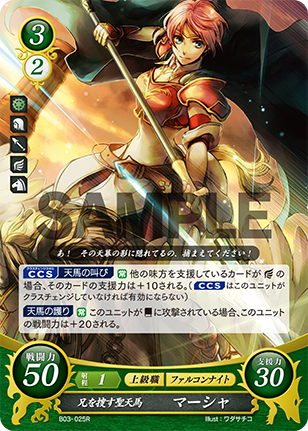 3
2
SAMPLE
あ！　その天幕の影に隠れてるの、捕まえてください！
CCS 天馬の叫び 常 他の味方を支援しているカードが
の場合、そのカードの支援力は＋10される。（CCSはこのユニットが
クラスチェンジしていなければ有効にならない）
天馬の護り 常 このユニットが に攻撃されている場合、このユニット
の戦闘力は＋20される。
戦闘力
50
射程 1
上級職
ファルコンナイト
支援力
30
B03-025R
兄を捜す聖天馬 マーシャ
Illust：ワダサチコ